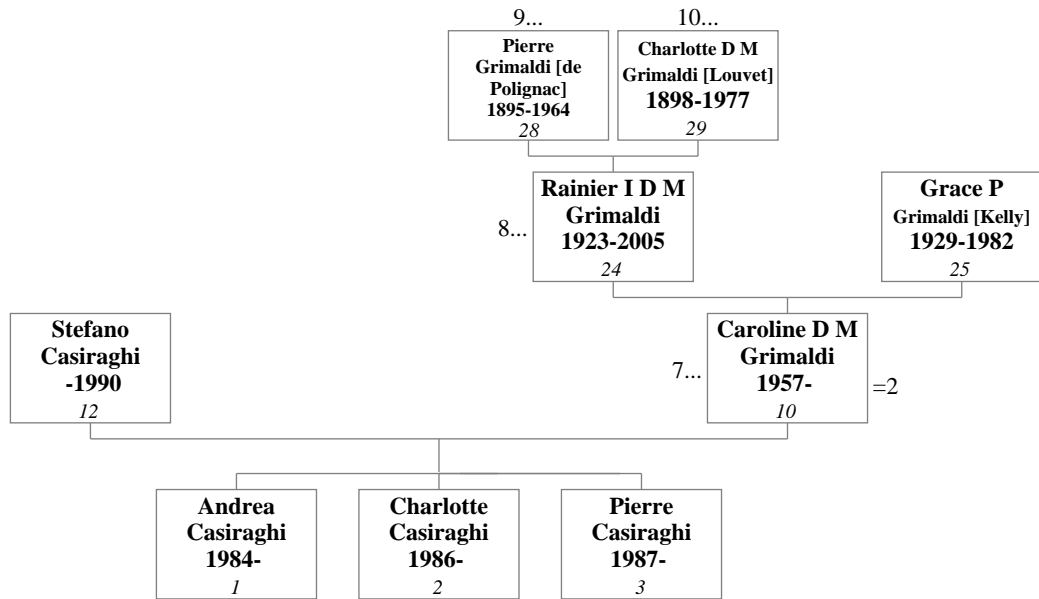 9...
10...
Pierre
Grimaldi [de
Polignac]
1895-1964
28
Charlotte D M
Grimaldi [Louvet]
1898-1977
29
8...
Rainier I D M
Grimaldi
1923-2005
24
Grace P
Grimaldi [Kelly]
1929-1982
25
Stefano
Casiraghi
-1990
12
7...
Caroline D M
Grimaldi
1957-
10
=2
Andrea
Casiraghi
1984-
1
Charlotte
Casiraghi
1986-
2
Pierre
Casiraghi
1987-
3